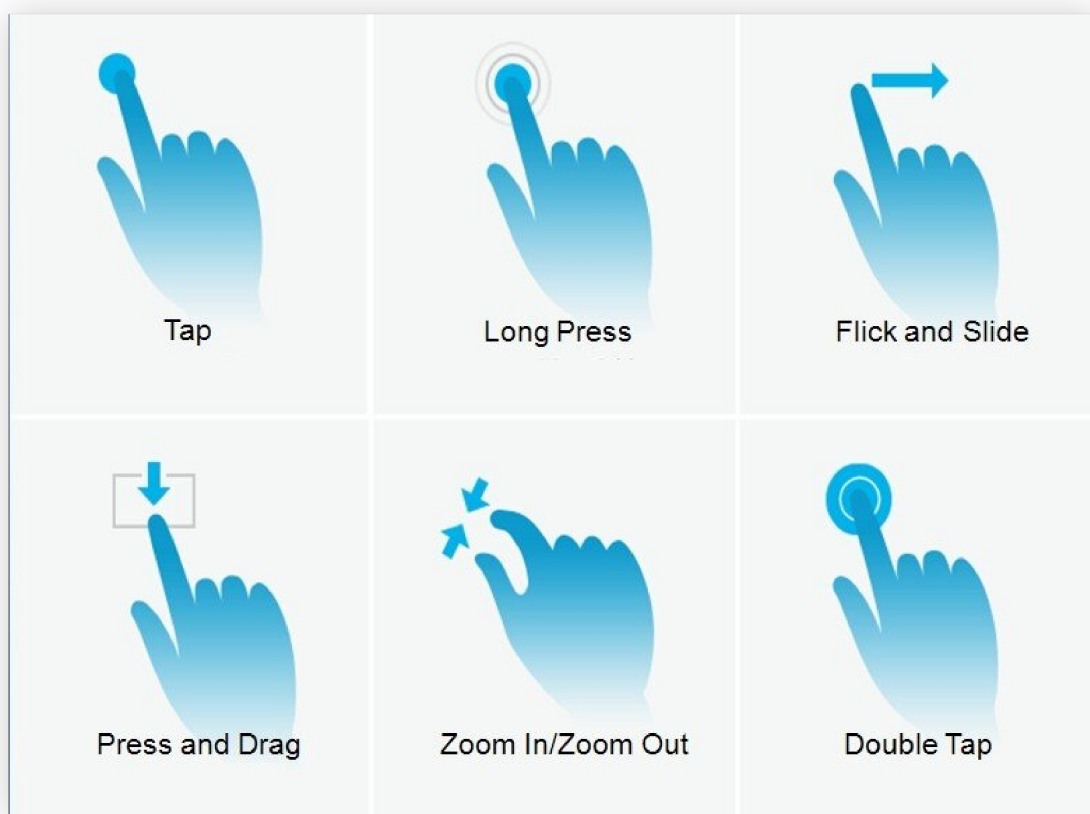 Tap
Long Press
Flick and Slide
Press and Drag
Zoom In/Zoom Out
Double Tap